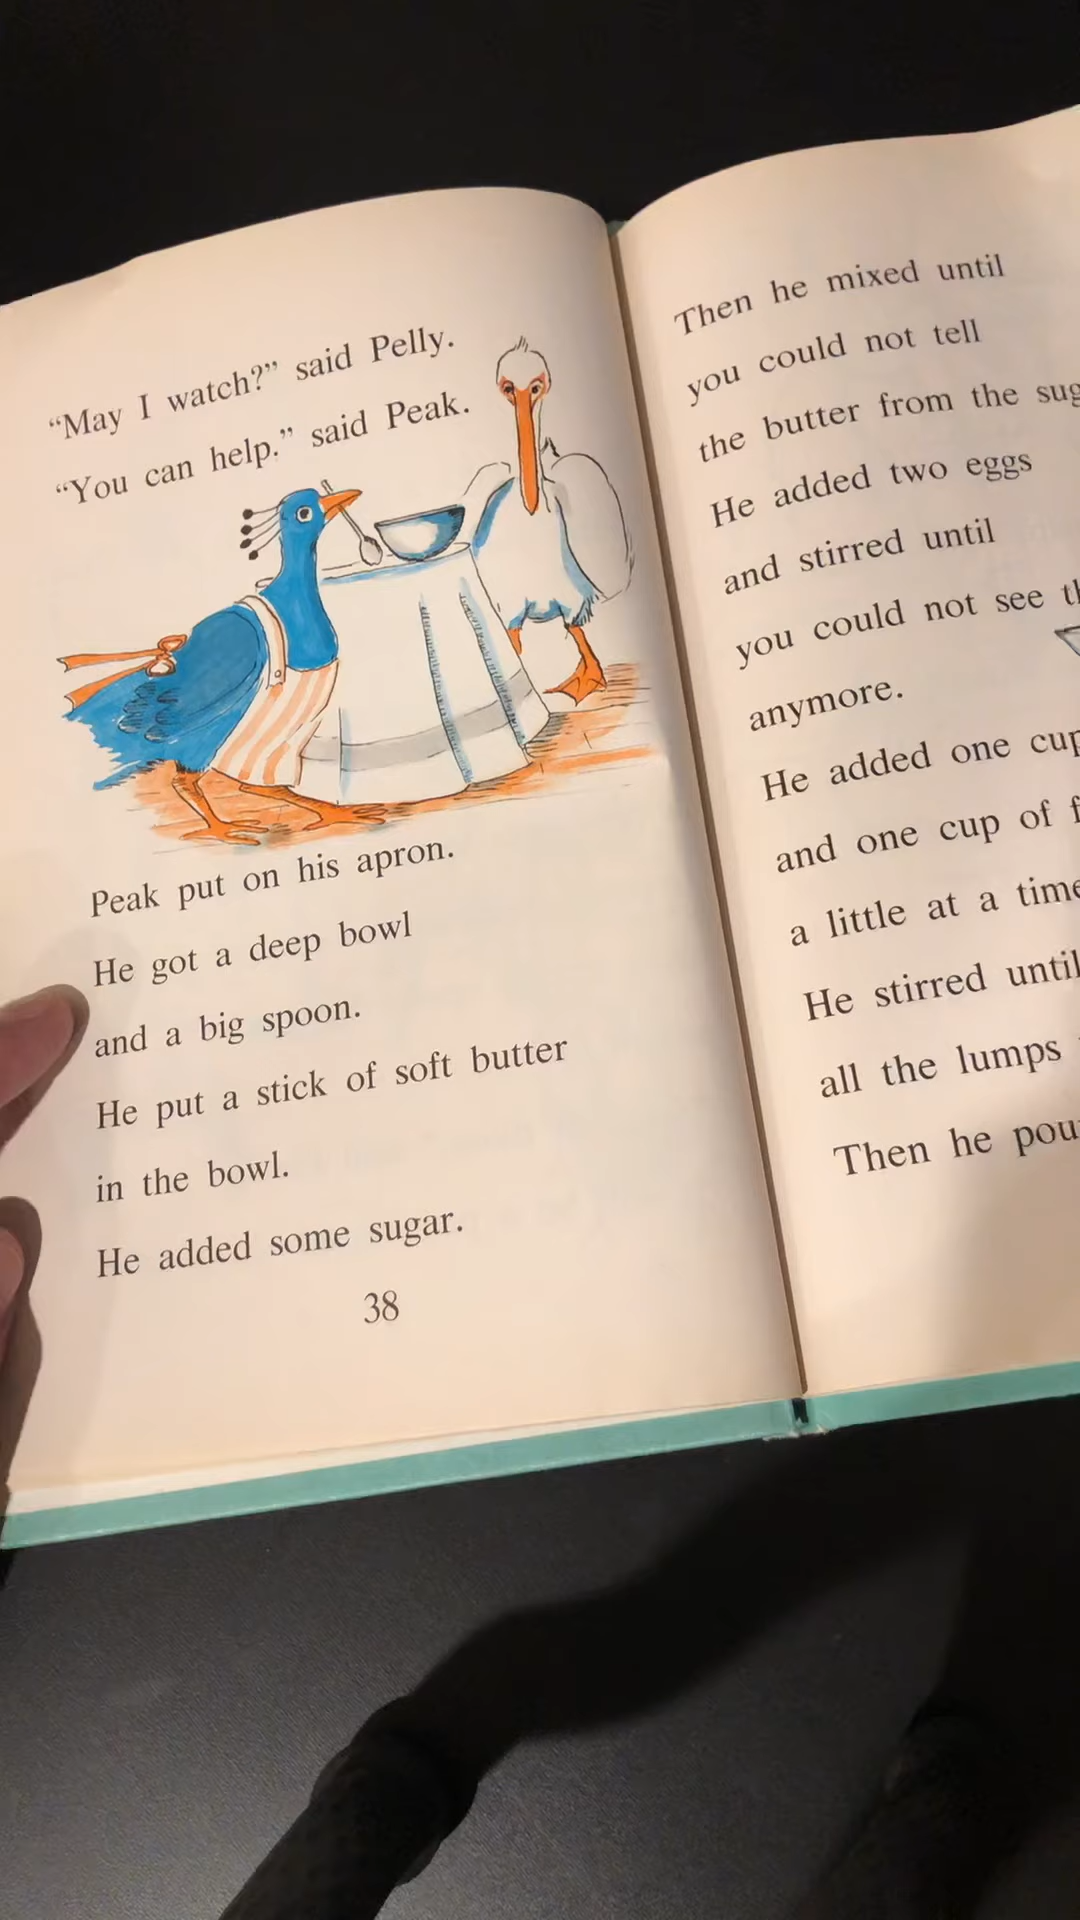 “May I watch?” said Pelly.
“You can help.” said Peak.
Peak put on his apron.
He got a deep bowl
and a big spoon.
He put a stick of soft butter
in the bowl.
He added some sugar.
38
Then he mixed until
you could not tell
the butter from the
He added two eggs
and stirred until
you could not see
anymore.
He added one
and one cup of
a little at a
He stirred until
all the lumps
Then he